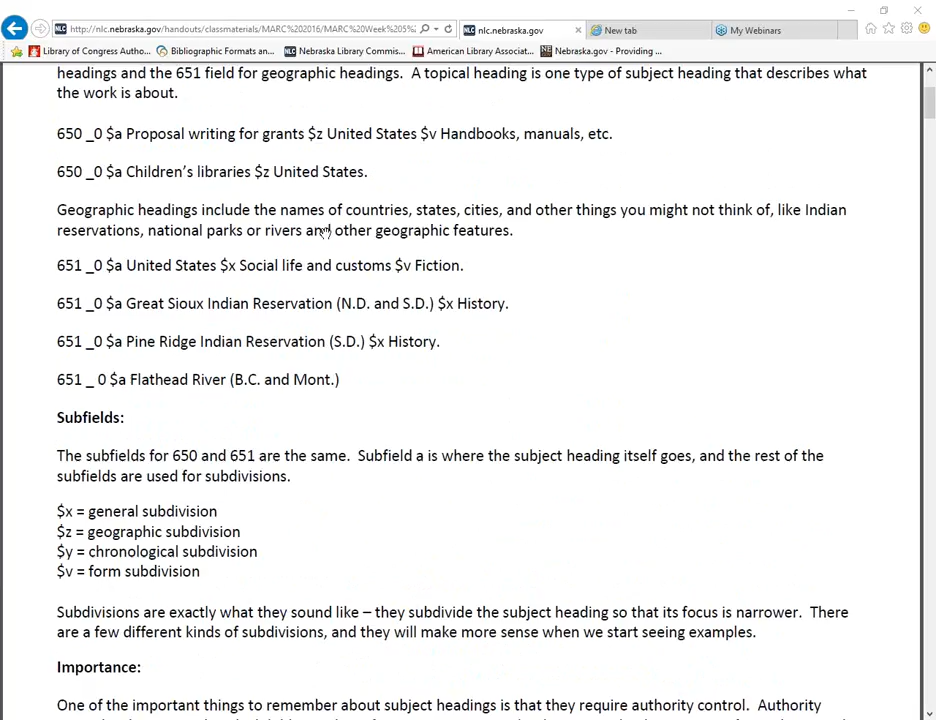 http://nlc.nebraska.gov/handouts/classmaterials/MARC%202016/MARC%20Week%205%
nlc.nebraska.gov
New tab
My Webinars
Library of Congress Autho...
Bibliographic Formats an...
Nebraska Library Commis...
American Library Associat...
Nebraska.gov - Providing ...
headings and the 651 field for geographic headings. A topical heading is one type of subject heading that describes what
the work is about.
650 _0 $a Proposal writing for grants $z United States $v Handbooks, manuals, etc.
650 _0 $a Children’s libraries $z United States.
Geographic headings include the names of countries, states, cities, and other things you might not think of, like Indian
reservations, national parks or rivers and other geographic features.
651 _0 $a United States $x Social life and customs $v Fiction.
651 _0 $a Great Sioux Indian Reservation (N.D. and S.D.) $x History.
651 _0 $a Pine Ridge Indian Reservation (S.D.) $x History.
651 _ 0 $a Flathead River (B.C. and Mont.)
Subfields:
The subfields for 650 and 651 are the same. Subfield a is where the subject heading itself goes, and the rest of the
subfields are used for subdivisions.
$x = general subdivision
$z = geographic subdivision
$y = chronological subdivision
$v = form subdivision
Subdivisions are exactly what they sound like – they subdivide the subject heading so that its focus is narrower. There
are a few different kinds of subdivisions, and they will make more sense when we start seeing examples.
Importance:
One of the important things to remember about subject headings is that they require authority control. Authority